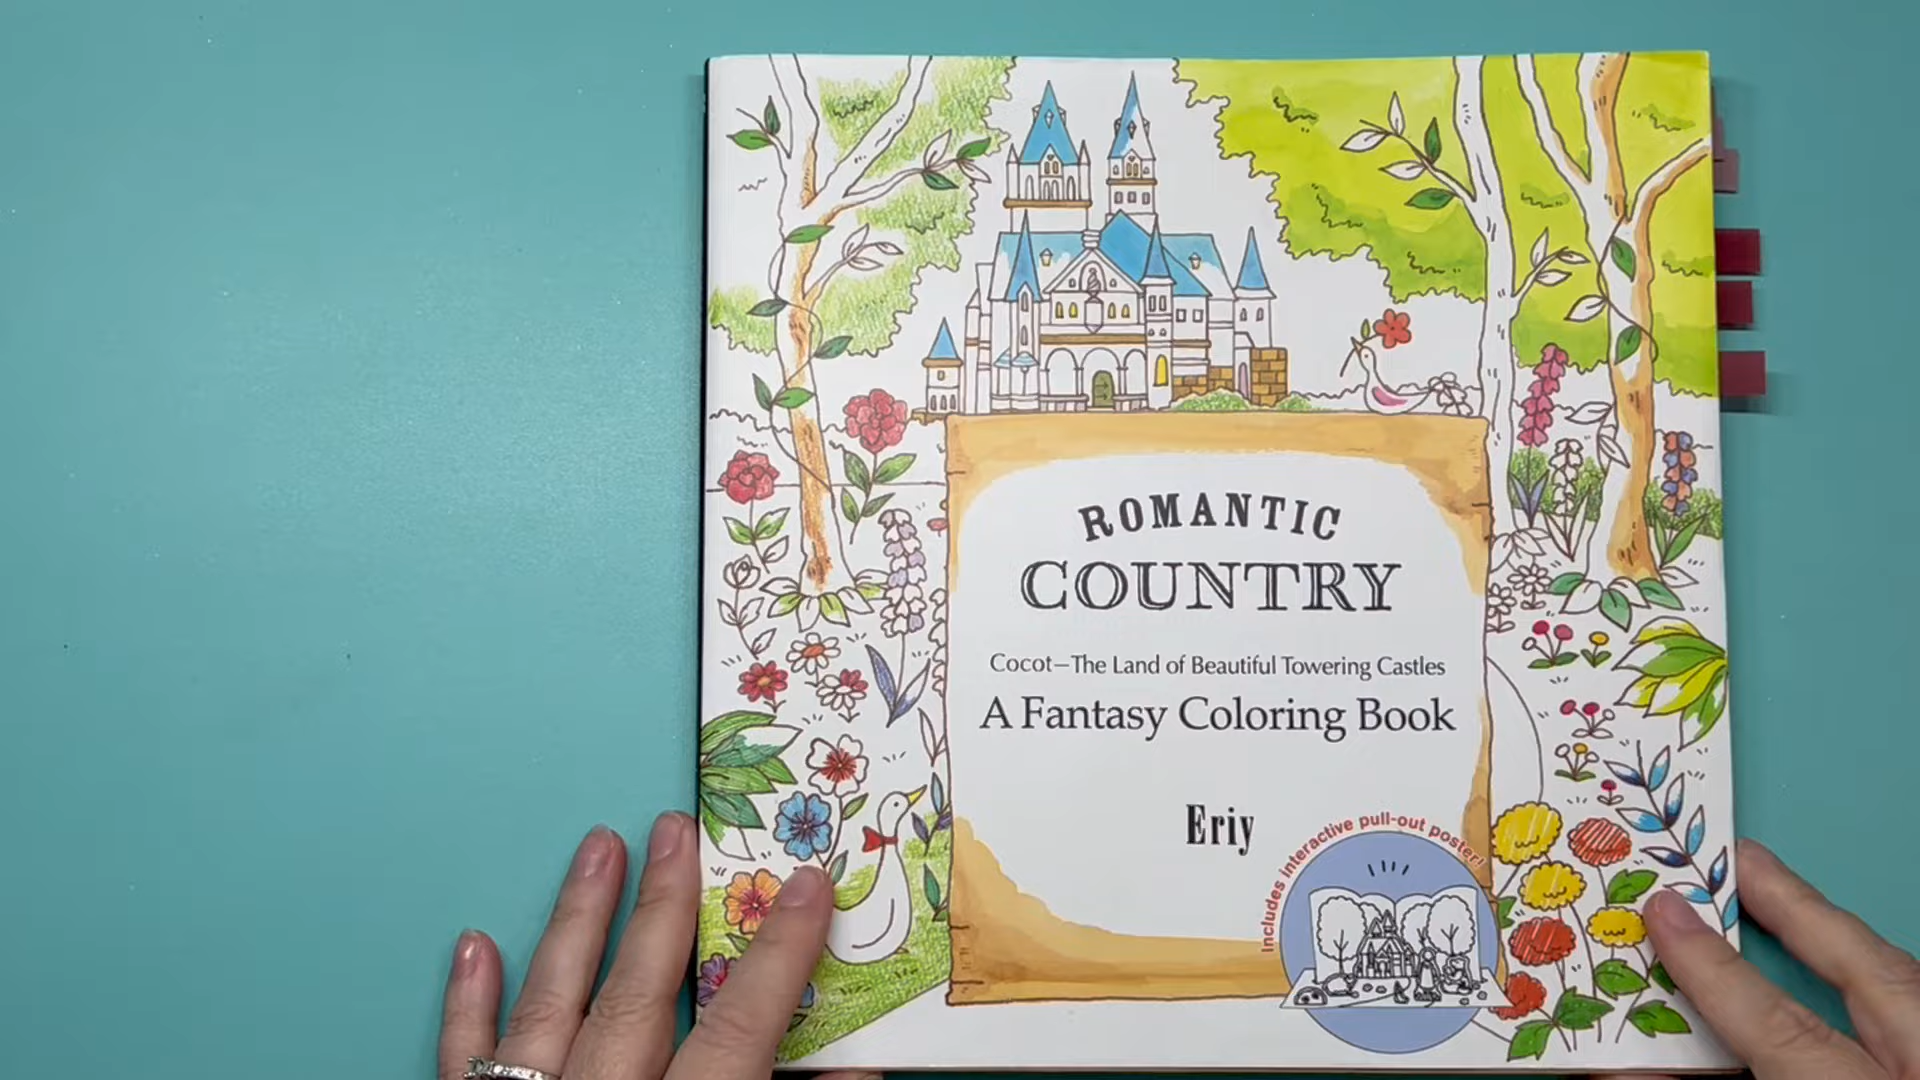 ROMANTIC
COUNTRY
Cocot—The Land of Beautiful Towering Castles
A Fantasy Coloring Book
Eriy
Includes interactive pull-out poster!